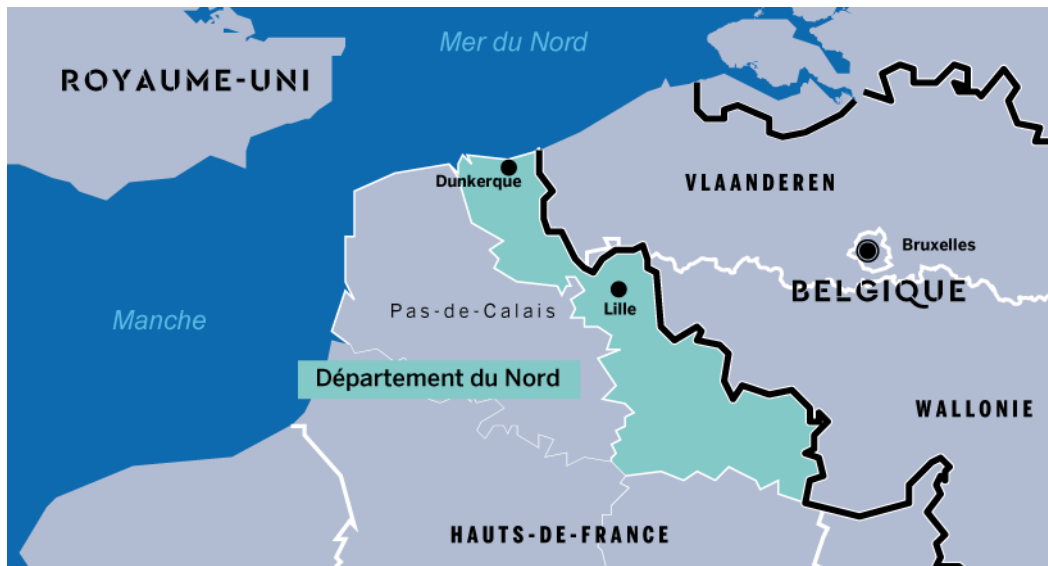 Mer du Nord
ROYAUME-UNI
Dunkerque
VLAANDEREN
Bruxelles
BELGIQUE
Pas-de-Calais
Lille
Manche
Département du Nord
WALLONIE
HAUTS-DE-FRANCE